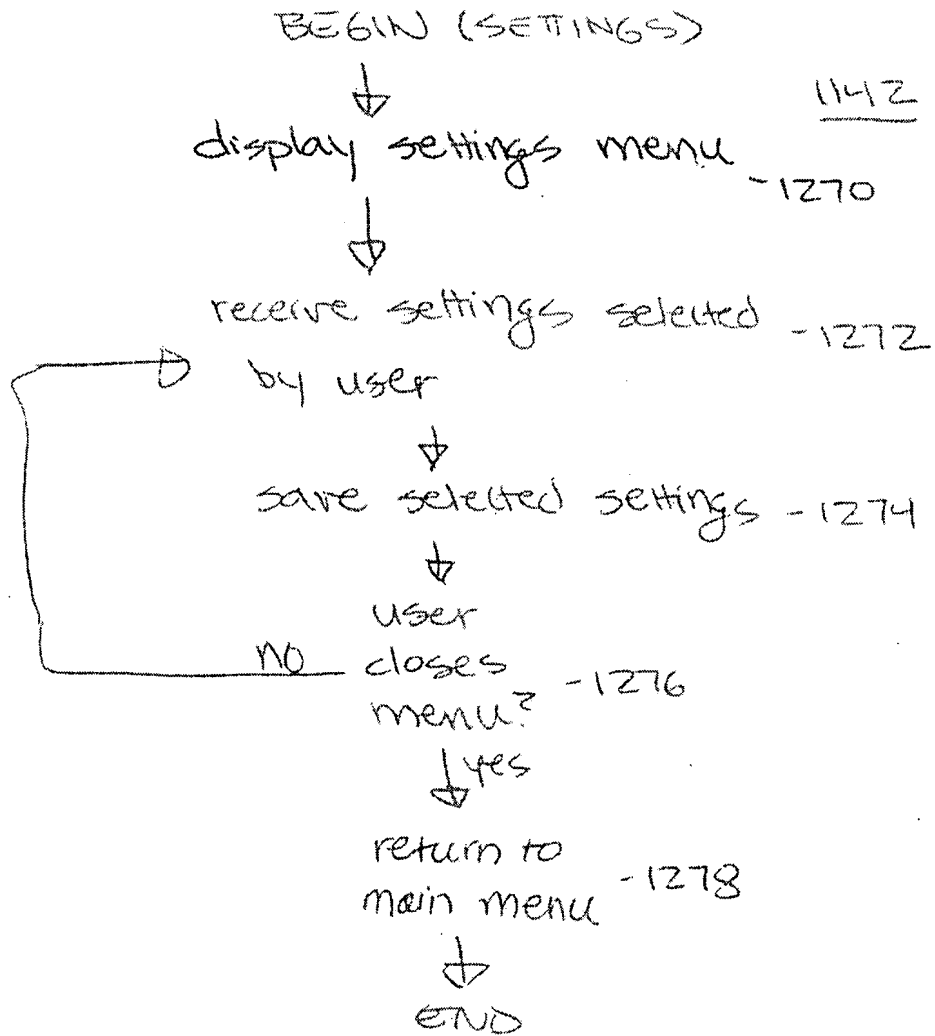 BEGIN (SETTINGS)
1142
display settings menu
-1270
receive settings selected -1272
by user
save selected settings -1274
user
no closes -1276
menu?
yes
return to
main menu -1278
END